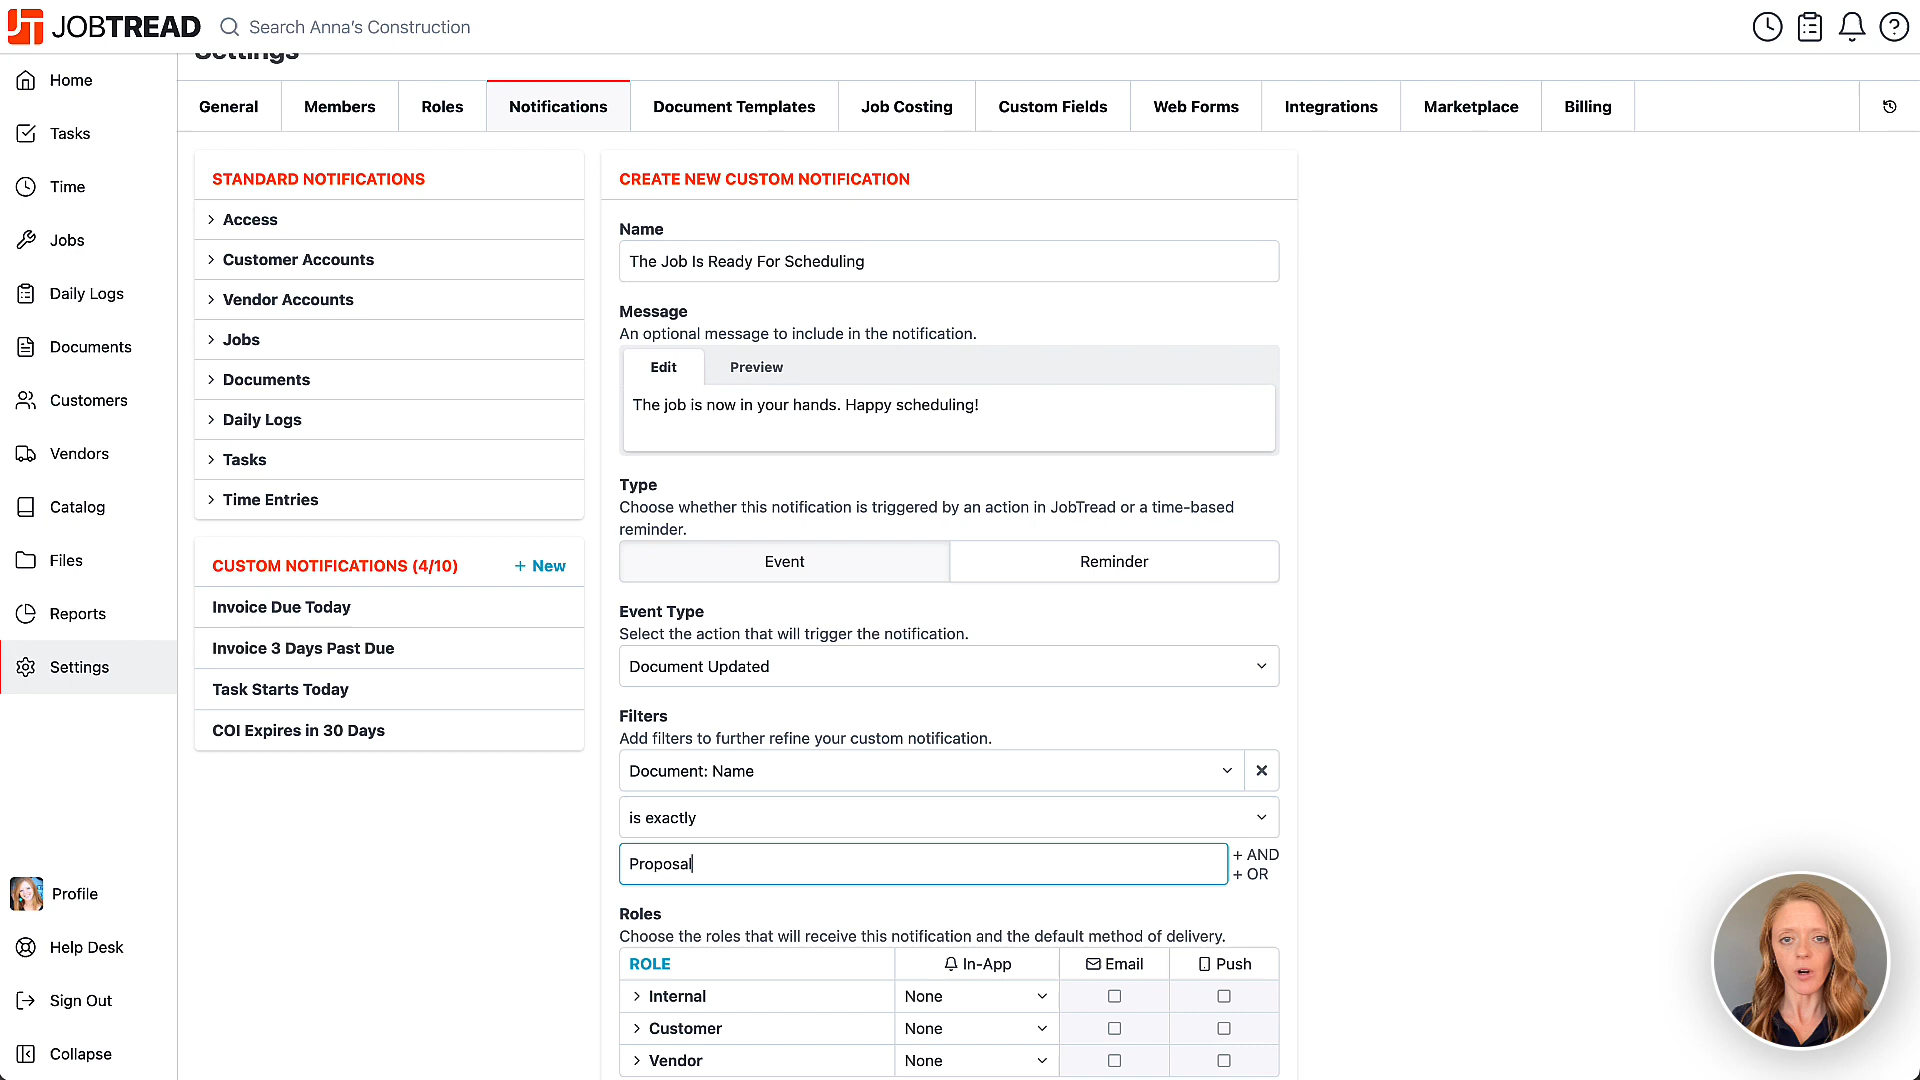 JOBTREAD
Search Anna's Construction
Settings
Home
Tasks
Time
Jobs
Daily Logs
Documents
Customers
Vendors
Catalog
Files
Reports
Settings
Profile
Help Desk
Sign Out
Collapse
General
Members
Roles
Notifications
Document Templates
Job Costing
Custom Fields
Web Forms
Integrations
Marketplace
Billing
STANDARD NOTIFICATIONS
Access
Customer Accounts
Vendor Accounts
Jobs
Documents
Daily Logs
Tasks
Time Entries
CUSTOM NOTIFICATIONS (4/10)
+ New
Invoice Due Today
Invoice 3 Days Past Due
Task Starts Today
COI Expires in 30 Days
CREATE NEW CUSTOM NOTIFICATION
Name
The Job Is Ready For Scheduling
Message
An optional message to include in the notification.
Edit
Preview
The job is now in your hands. Happy scheduling!
Type
Choose whether this notification is triggered by an action in JobTread or a time-based
reminder.
Event
Reminder
Event Type
Select the action that will trigger the notification.
Document Updated
Filters
Add filters to further refine your custom notification.
Document: Name
is exactly
Proposal
+ AND
+ OR
Roles
Choose the roles that will receive this notification and the default method of delivery.
ROLE
In-App
Email
Push
Internal
None
Customer
None
Vendor
None